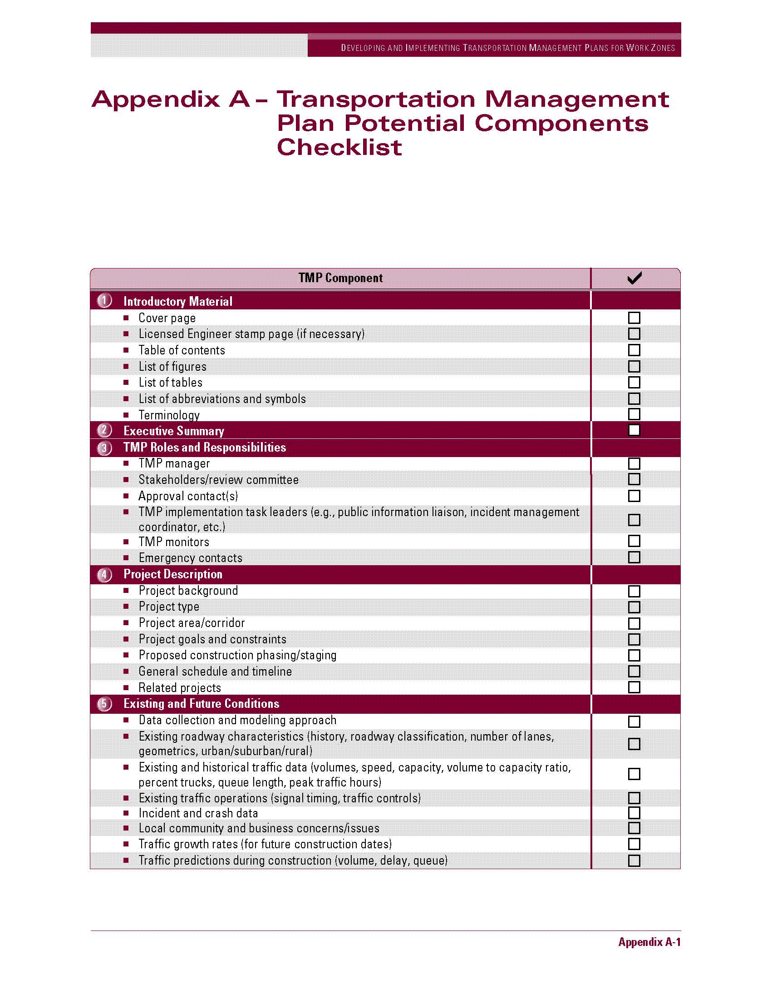 DEVELOPING AND IMPLEMENTING TRANSPORTATION MANAGEMENT PLANS FOR WORK ZONES
Appendix A – Transportation Management
Plan Potential Components
Checklist
TMP Component ✓
1 Introductory Material
■ Cover page
■ Licensed Engineer stamp page (if necessary)
■ Table of contents
■ List of figures
■ List of tables
■ List of abbreviations and symbols
■ Terminology
2 Executive Summary
3 TMP Roles and Responsibilities
■ TMP manager
■ Stakeholders/review committee
■ Approval contact(s)
■ TMP implementation task leaders (e.g., public information liaison, incident management
coordinator, etc.)
■ TMP monitors
■ Emergency contacts
4 Project Description
■ Project background
■ Project type
■ Project area/corridor
■ Project goals and constraints
■ Proposed construction phasing/staging
■ General schedule and timeline
■ Related projects
5 Existing and Future Conditions
■ Data collection and modeling approach
■ Existing roadway characteristics (history, roadway classification, number of lanes,
geometrics, urban/suburban/rural)
■ Existing and historical traffic data (volumes, speed, capacity, volume to capacity ratio,
percent trucks, queue length, peak traffic hours)
■ Existing traffic operations (signal timing, traffic controls)
■ Incident and crash data
■ Local community and business concerns/issues
■ Traffic growth rates (for future construction dates)
■ Traffic predictions during construction (volume, delay, queue)
Appendix A-1